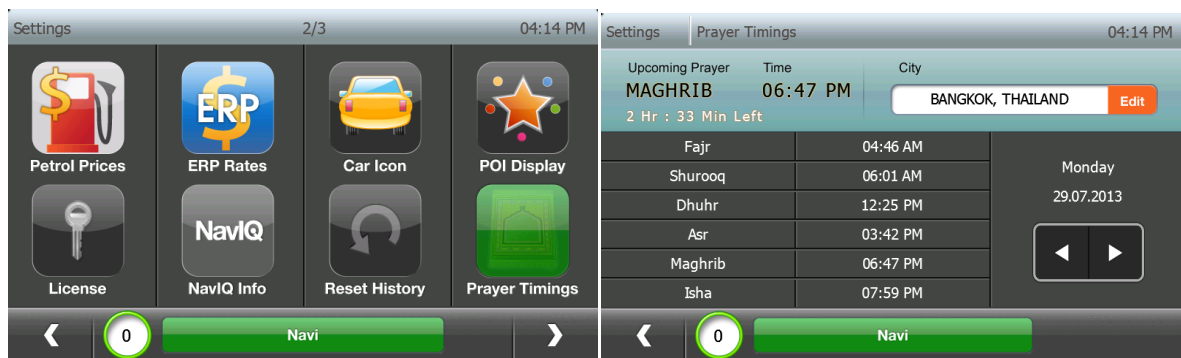 Settings 2/3 04:14 PM
$ $
ERP
Petrol Prices ERP Rates Car Icon POI Display
NavIQ
License NavIQ Info Reset History Prayer Timings
0 Navi
Settings Prayer Timings 04:14 PM
Upcoming Prayer Time City
MAGHRIB 06:47 PM BANGKOK, THAILAND Edit
2 Hr : 33 Min Left
Fajr 04:46 AM
Shurooq 06:01 AM
Dhuhr 12:25 PM
Asr 03:42 PM
Maghrib 06:47 PM
Isha 07:59 PM
Monday
29.07.2013
0 Navi